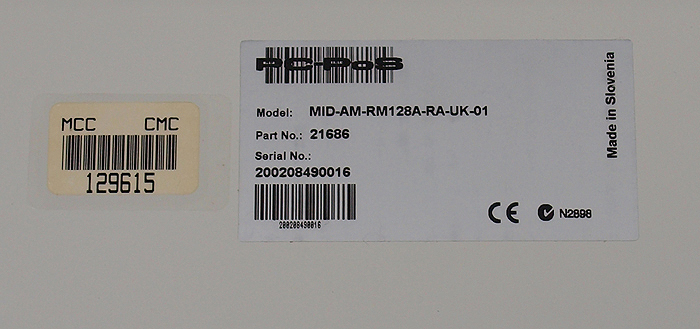 MCC CMC
129615
PC-PoS
Model: MID-AM-RM128A-RA-UK-01
Part No.: 21686
Serial No.:
200208490016
200208490016
CE N2898
Made in Slovenia